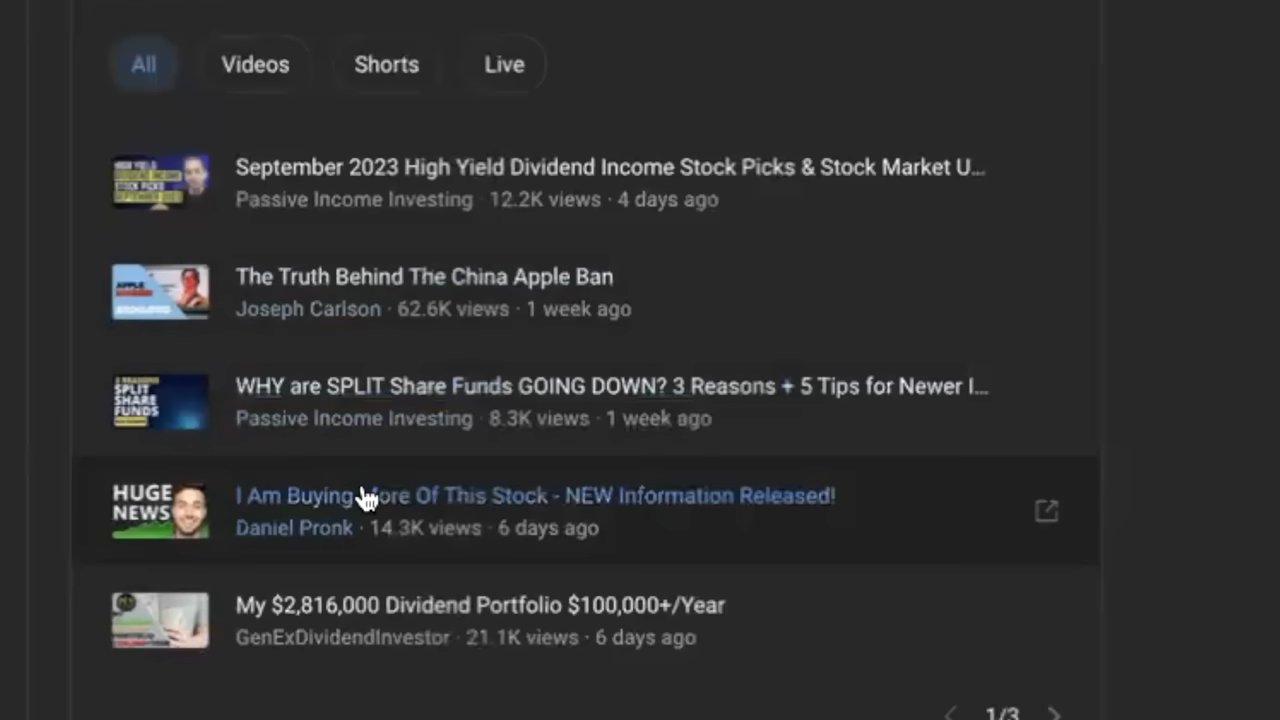 All
Videos
Shorts
Live
September 2023 High Yield Dividend Income Stock Picks & Stock Market U...
Passive Income Investing · 12.2K views · 4 days ago
The Truth Behind The China Apple Ban
Joseph Carlson · 62.6K views · 1 week ago
SPLIT
SHARE
FUNDS
WHY are SPLIT Share Funds GOING DOWN? 3 Reasons + 5 Tips for Newer I...
Passive Income Investing · 8.3K views · 1 week ago
HUGE
NEWS
I Am Buying More Of This Stock - NEW Information Released!
Daniel Pronk · 14.3K views · 6 days ago
My $2,816,000 Dividend Portfolio $100,000+/Year
GenExDividendInvestor · 21.1K views · 6 days ago
1/3